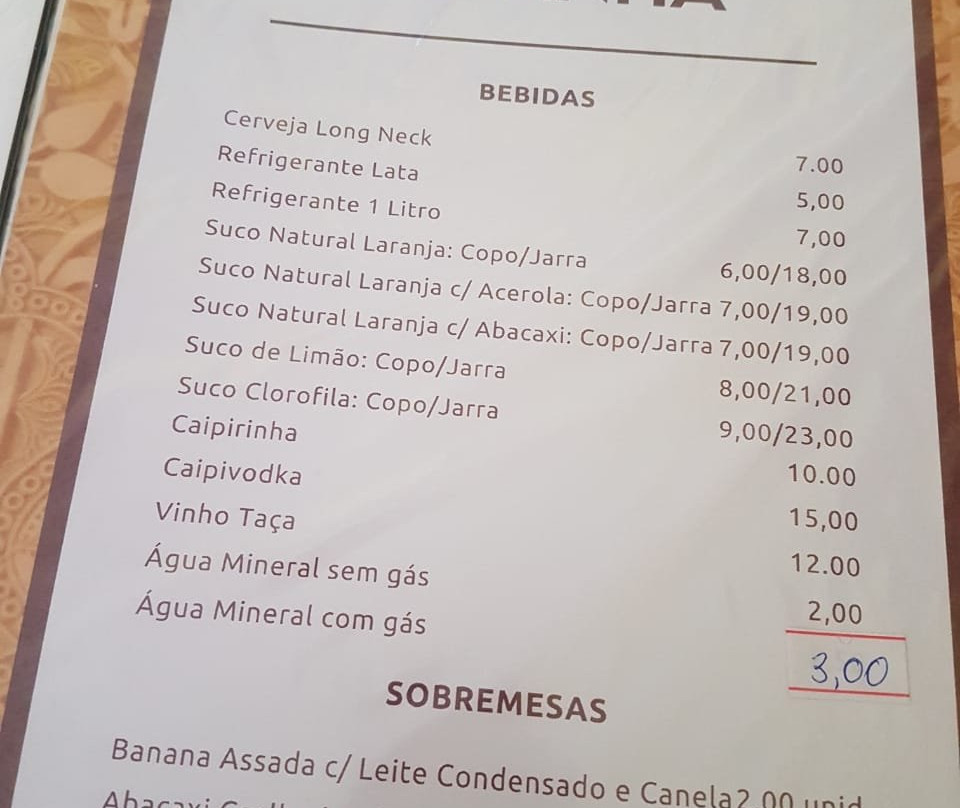 BEBIDAS
Cerveja Long Neck 7.00
Refrigerante Lata 5,00
Refrigerante 1 Litro 7,00
Suco Natural Laranja: Copo/Jarra 6,00/18,00
Suco Natural Laranja c/ Acerola: Copo/Jarra 7,00/19,00
Suco Natural Laranja c/ Abacaxi: Copo/Jarra 7,00/19,00
Suco de Limão: Copo/Jarra 8,00/21,00
Suco Clorofila: Copo/Jarra 9,00/23,00
Caipirinha 10.00
Caipivodka 15,00
Vinho Taça 12.00
Água Mineral sem gás 2,00
Água Mineral com gás 3,00
SOBREMESAS
Banana Assada c/ Leite Condensado e Canela2,00 unid
Abacaxi